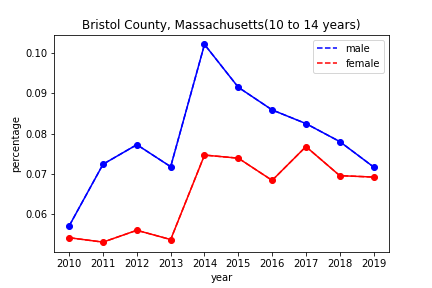 Bristol County, Massachusetts(10 to 14 years)
male
female
0.10
0.09
0.08
0.07
0.06
percentage
2010 2011 2012 2013 2014 2015 2016 2017 2018 2019
year